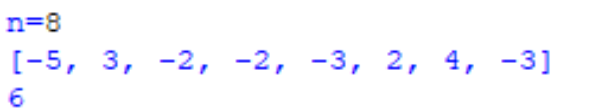 n=8
[-5, 3, -2, -2, -3, 2, 4, -3]
6